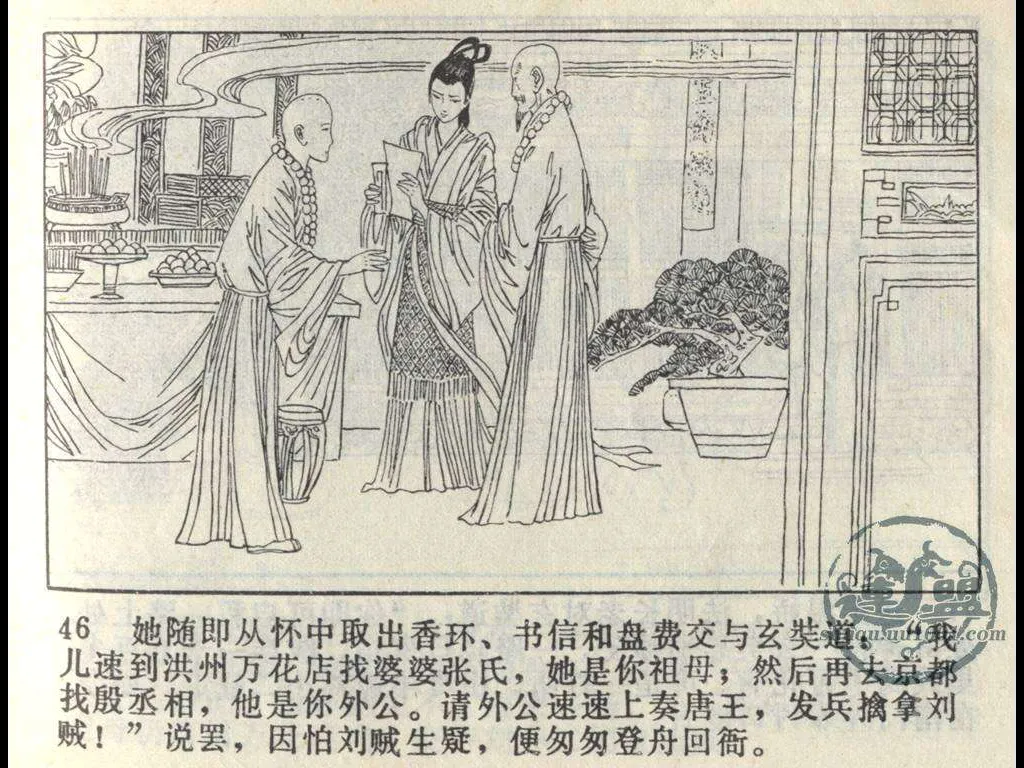 46 她随即从怀中取出香环、书信和盘费交与玄奘道："我
儿速到洪州万花店找婆婆张氏，她是你祖母；然后再去京都
找殷丞相，他是你外公。请外公速速上奏唐王，发兵擒拿刘
贼！"说罢，因怕刘贼生疑，便匆匆登舟回衙。
连 盟